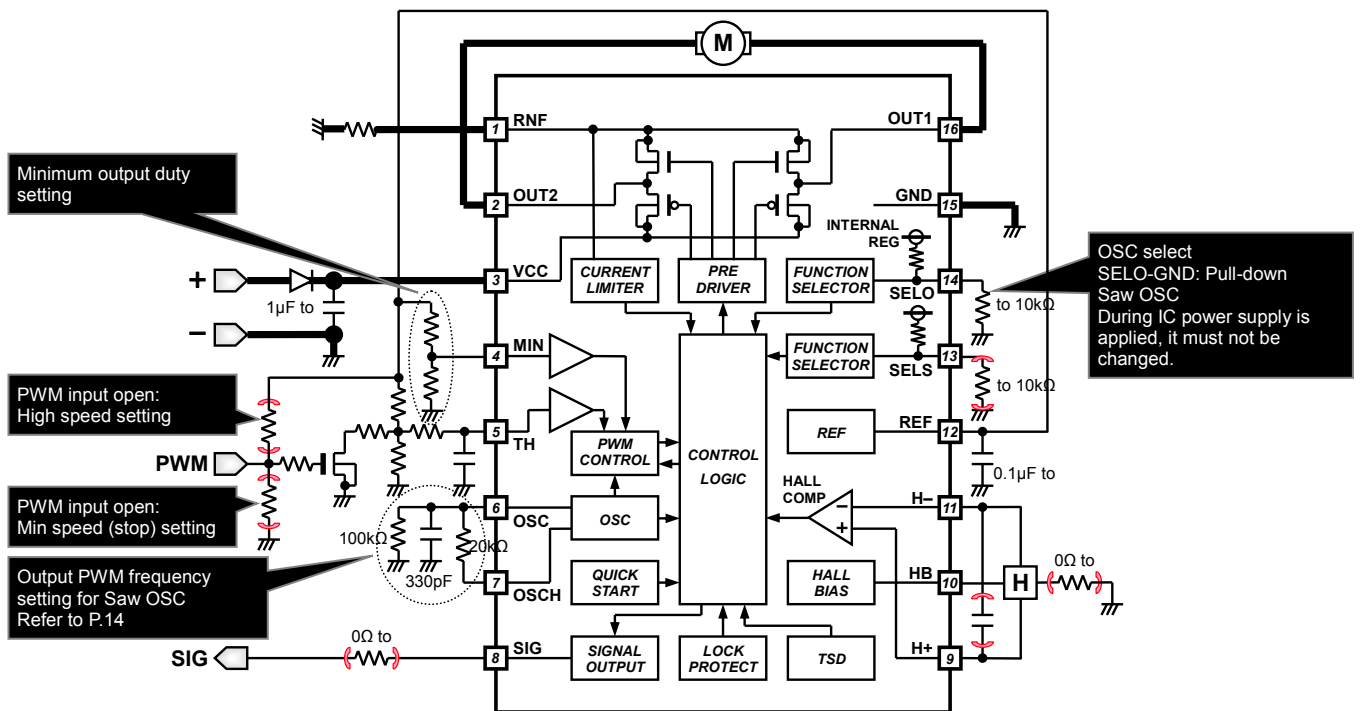 M
1
RNF
OUT1
16
Minimum output duty
setting
2
OUT2
GND
15
INTERNAL
REG
+
3
VCC
CURRENT
LIMITER
PRE
DRIVER
FUNCTION
SELECTOR
14
SELO
OSC select
SELO-GND: Pull-down
Saw OSC
During IC power supply is
applied, it must not be
changed.
1μF to
to 10kΩ
−
4
MIN
FUNCTION
SELECTOR
13
SELS
to 10kΩ
PWM input open:
High speed setting
5
TH
PWM
CONTROL
CONTROL
LOGIC
REF
REF
12
0.1μF to
PWM
HALL
COMP
H−
11
PWM input open:
Min speed (stop) setting
6
OSC
OSC
−
+
100kΩ
20kΩ
330pF
7
OSCH
QUICK
START
HALL
BIAS
HB
10
H
0Ω to
Output PWM frequency
setting for Saw OSC
Refer to P.14
SIG
0Ω to
8
SIG
SIGNAL
OUTPUT
LOCK
PROTECT
TSD
H+
9